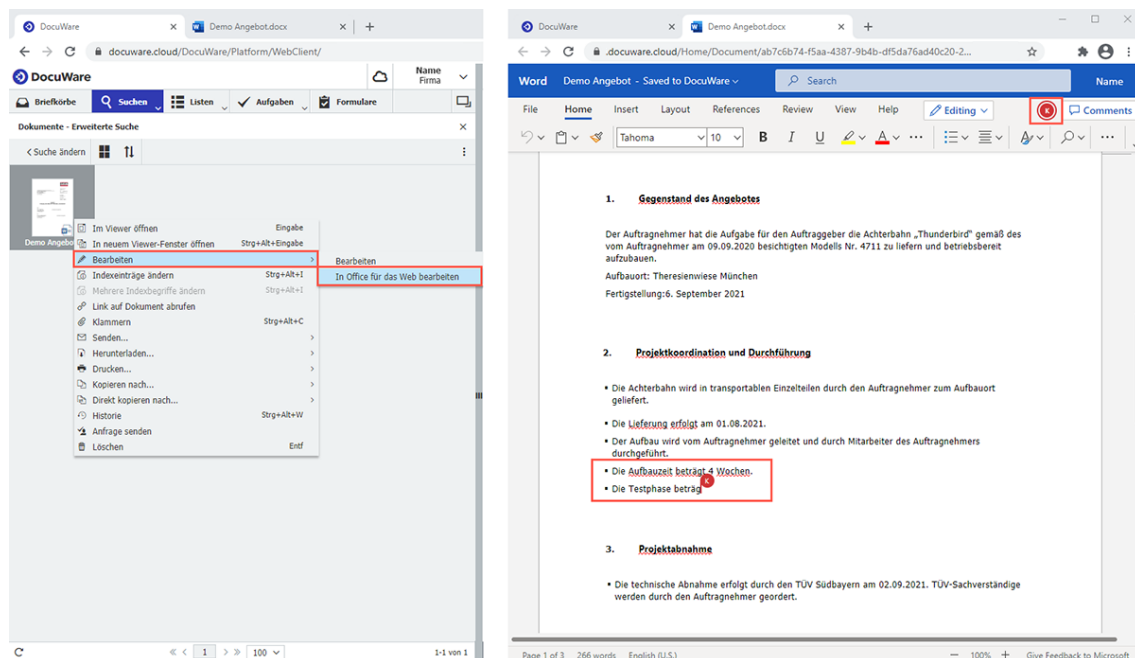 DocuWare
Demo Angebot.docx
docuware.cloud/DocuWare/Platform/WebClient/
DocuWare
Name
Firma
Briefkörbe
Suchen
Listen
Aufgaben
Formulare
Dokumente - Erweiterte Suche
Suche ändern
Demo Angebo
Im Viewer öffnen Eingabe
In neuem Viewer-Fenster öffnen Strg+Alt+Eingabe
Bearbeiten
Indexeinträge ändern Strg+Alt+I
Mehrere Indexbegriffe ändern Strg+Alt+I
Link auf Dokument abrufen
Klammern Strg+Alt+C
Senden...
Herunterladen...
Drucken...
Kopieren nach...
Direkt kopieren nach...
Historie Strg+Alt+W
Anfrage senden
Löschen Entf
Bearbeiten
In Office für das Web bearbeiten
1
100
1-1 von 1
DocuWare
Demo Angebot.docx
.docuware.cloud/Home/Document/ab7c6b74-f5aa-4387-9b4b-df5da76ad40c20-2...
Word Demo Angebot - Saved to DocuWare
Search
Name
File Home Insert Layout References Review View Help
Editing
K
Comments
Tahoma 10 B I U A
1. Gegenstand des Angebotes
Der Auftragnehmer hat die Aufgabe für den Auftraggeber die Achterbahn „Thunderbird“ gemäß des
vom Auftragnehmer am 09.09.2020 besichtigten Modells Nr. 4711 zu liefern und betriebsbereit
aufzubauen.
Aufbauort: Theresienwiese München
Fertigstellung:6. September 2021
2. Projektkoordination und Durchführung
▪ Die Achterbahn wird in transportablen Einzelteilen durch den Auftragnehmer zum Aufbauort
geliefert.
▪ Die Lieferung erfolgt am 01.08.2021.
▪ Der Aufbau wird vom Auftragnehmer geleitet und durch Mitarbeiter des Auftragnehmers
durchgeführt.
▪ Die Aufbauzeit beträgt 4 Wochen.
▪ Die Testphase beträg
K
3. Projektabnahme
▪ Die technische Abnahme erfolgt durch den TÜV Südbayern am 02.09.2021. TÜV-Sachverständige
werden durch den Auftragnehmer geordert.
Page 1 of 3 266 words English (U.S.)
100%
Give Feedback to Microsoft